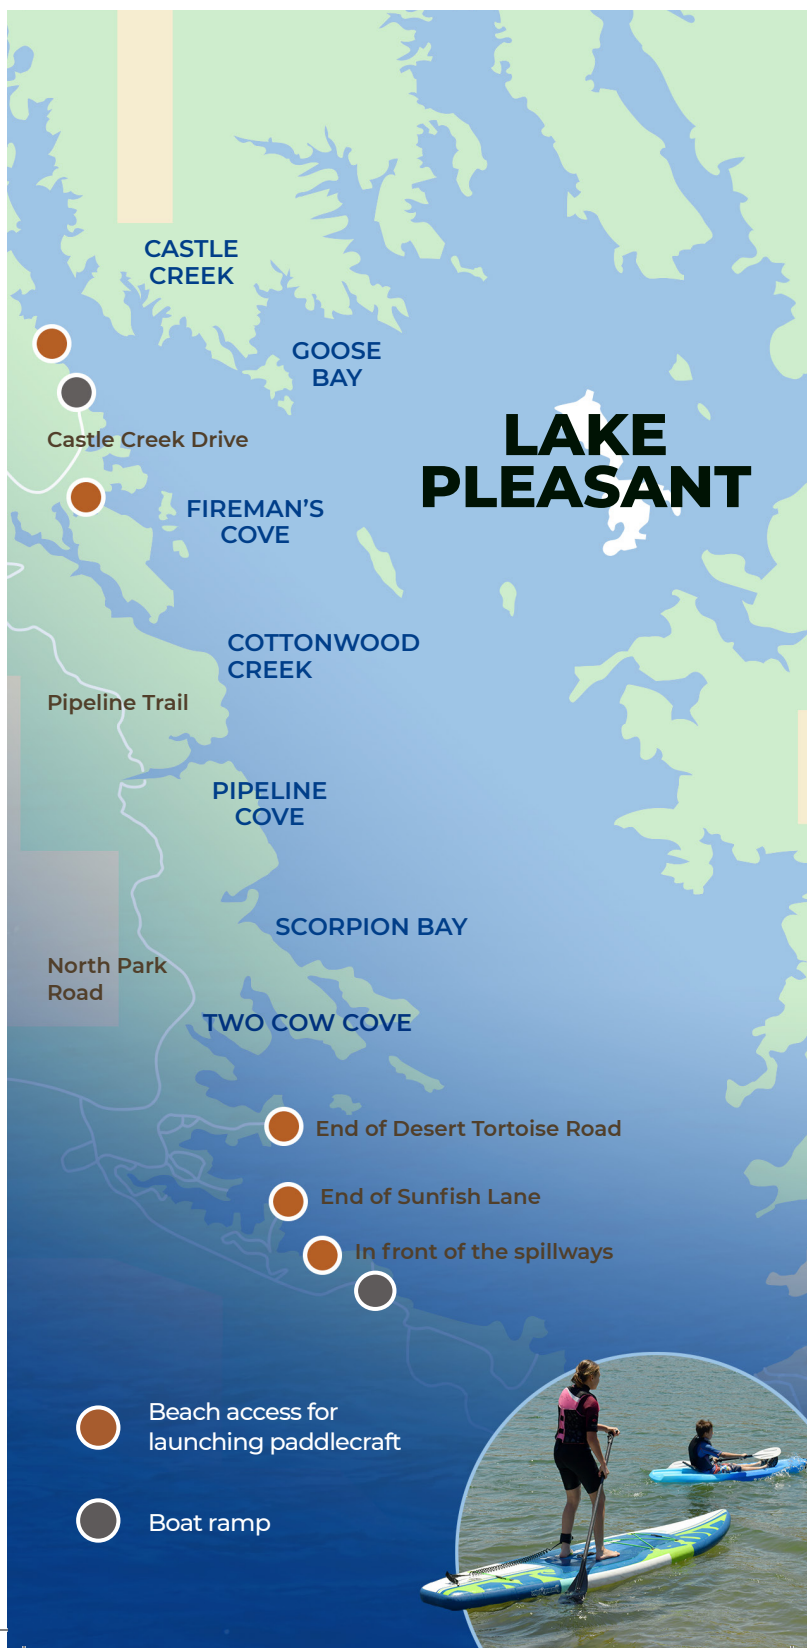 CASTLE
CREEK
GOOSE
BAY
LAKE
PLEASANT
Castle Creek Drive
FIREMAN'S
COVE
COTTONWOOD
CREEK
Pipeline Trail
PIPELINE
COVE
SCORPION BAY
North Park
Road
TWO COW COVE
End of Desert Tortoise Road
End of Sunfish Lane
In front of the spillways
Beach access for
launching paddlecraft
Boat ramp